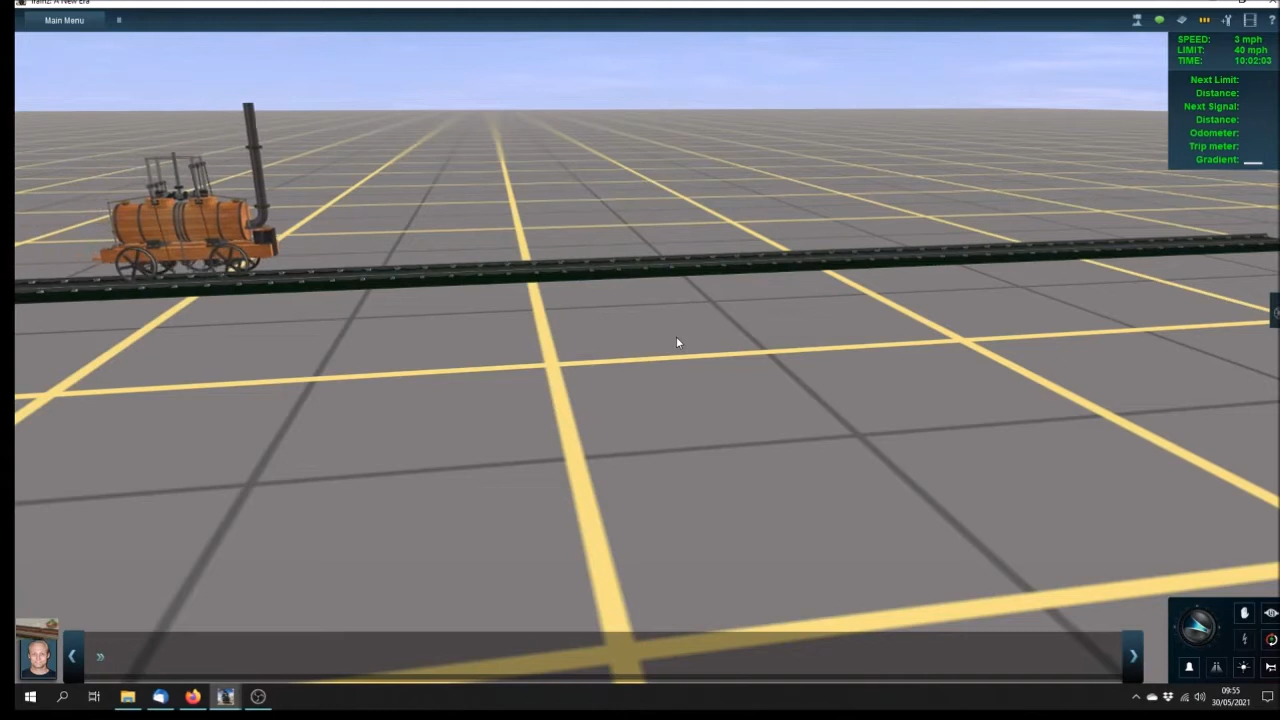 Trainz: A New Era
Main Menu
SPEED: 3 mph
LIMIT: 40 mph
TIME: 10:02:03
Next Limit:
Distance:
Next Signal:
Distance:
Odometer:
Trip meter:
Gradient:
09:55
30/05/2021